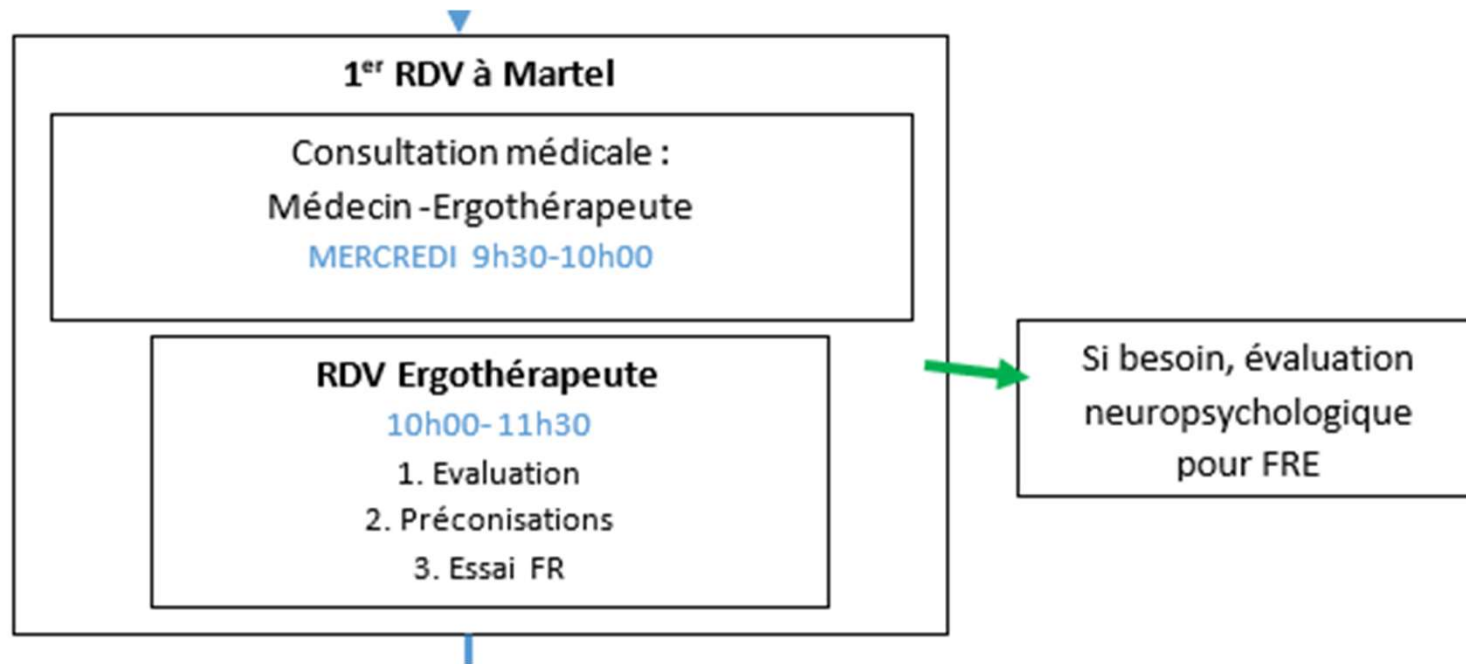 1er RDV à Martel
Consultation médicale :
Médecin -Ergothérapeute
MERCREDI 9h30-10h00
RDV Ergothérapeute
10h00- 11h30
1. Evaluation
2. Préconisations
3. Essai FR
Si besoin, évaluation
neuropsychologique
pour FRE